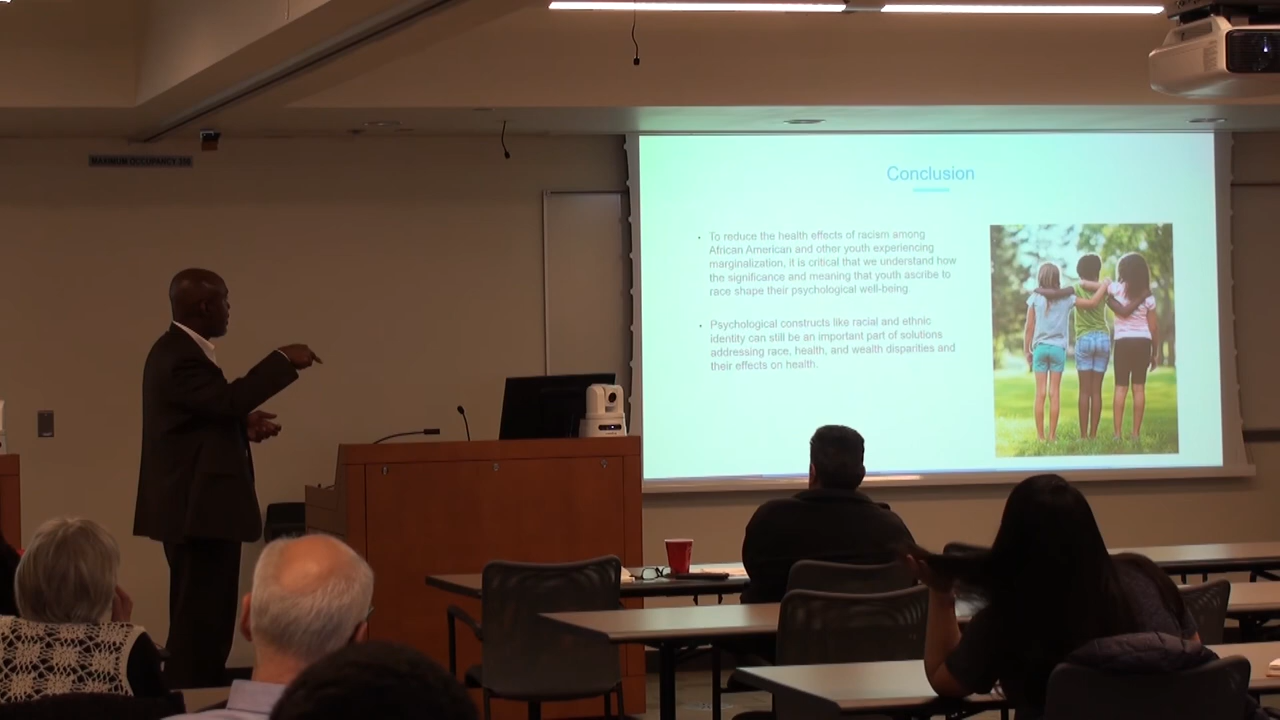 MAXIMUM OCCUPANCY
Conclusion
• To reduce the health effects of racism among
African American and other youth experiencing
marginalization, it is critical that we understand how
the significance and meaning that youth ascribe to
race shape their psychological well-being.
• Psychological constructs like racial and ethnic
identity can still be an important part of solutions
addressing race, health, and wealth disparities and
their effects on health.